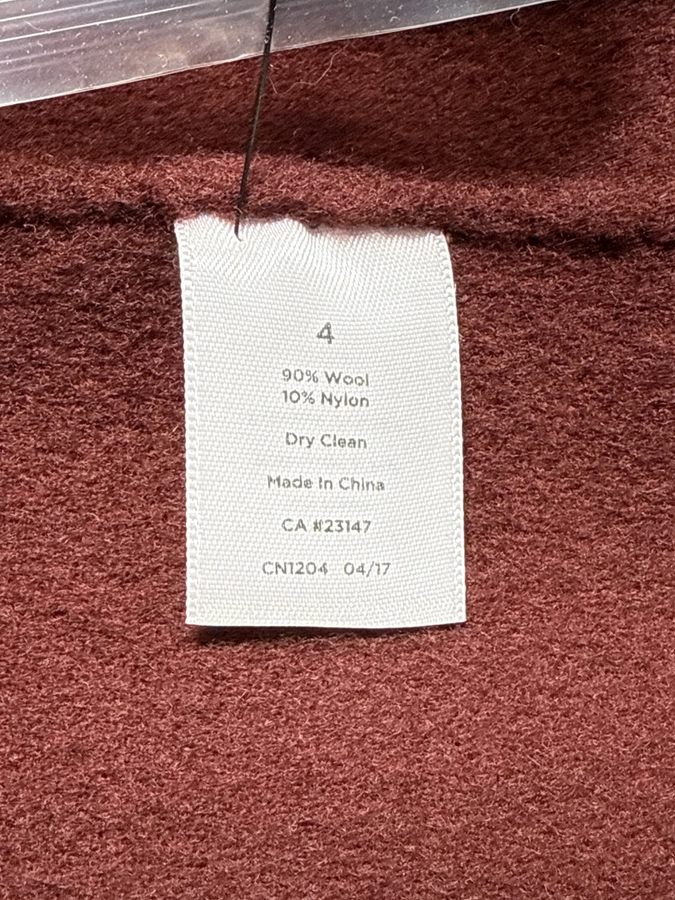 4
90% Wool
10% Nylon
Dry Clean
Made In China
CA #23147
CN1204 04/17